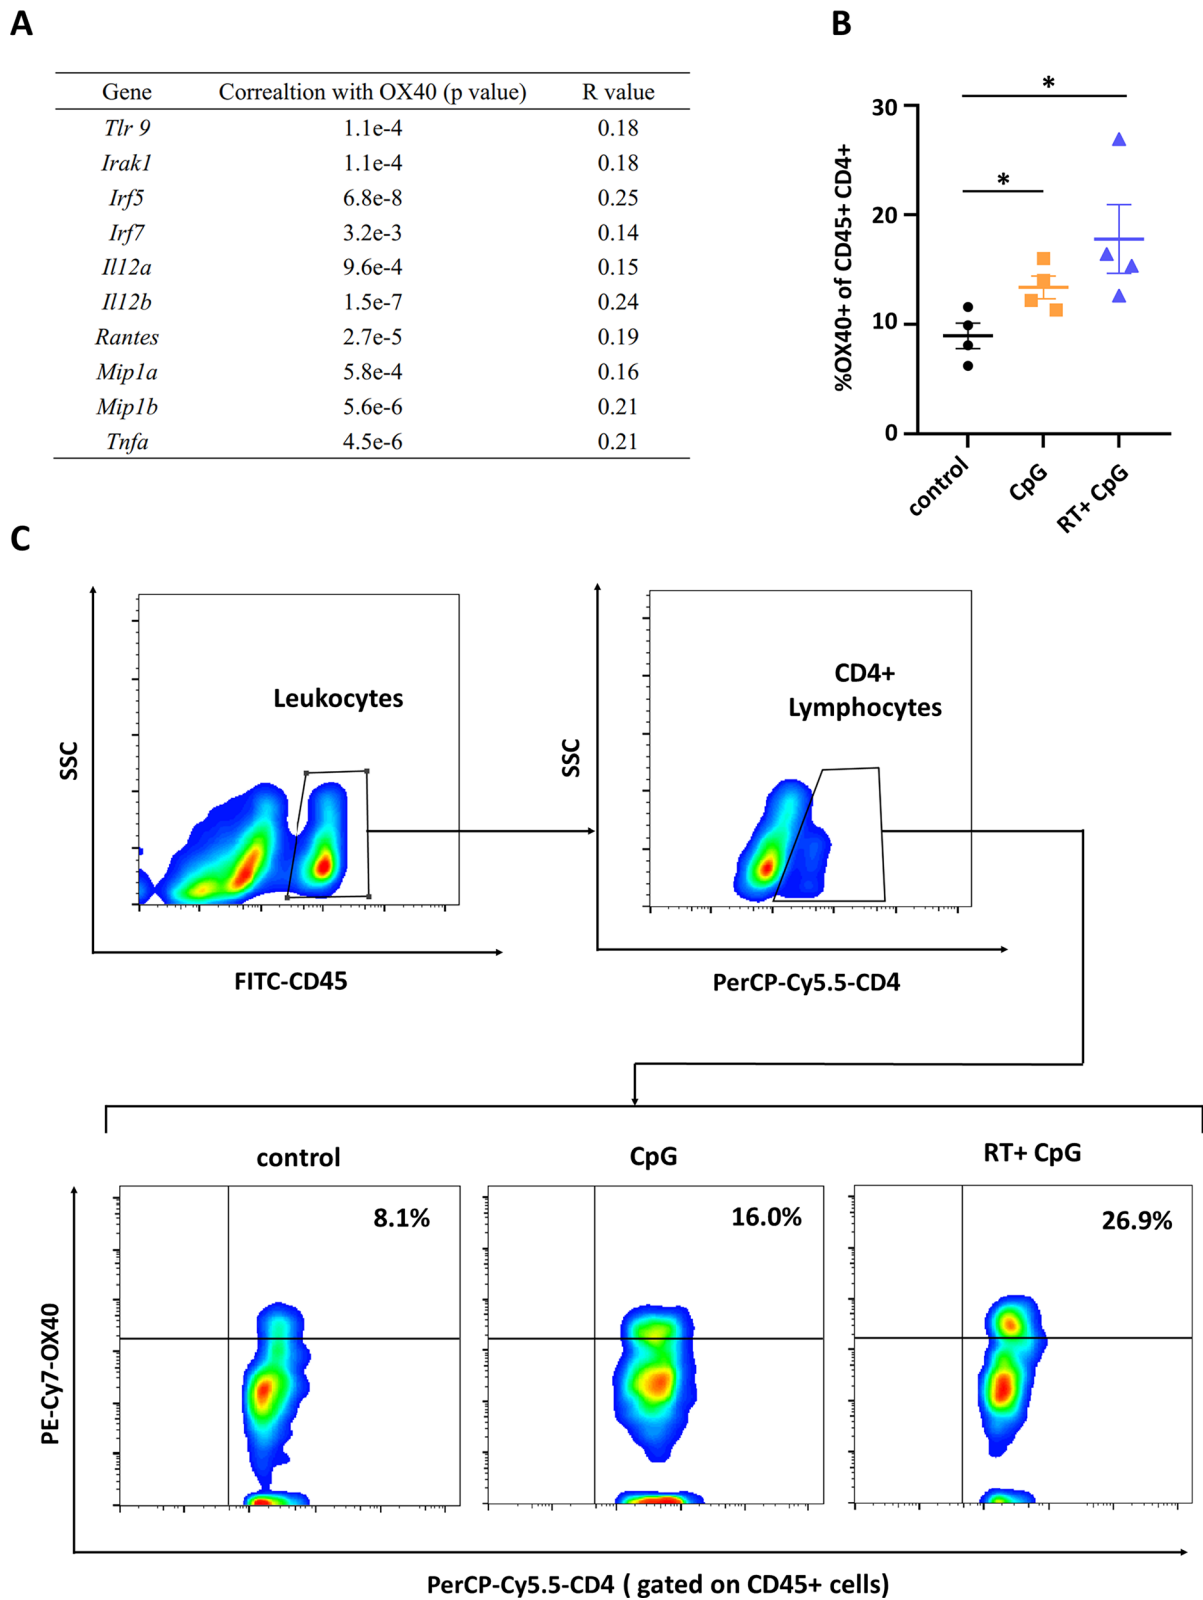 A
Gene Correaltion with OX40 (p value) R value
Tlr 9 1.1e-4 0.18
Irak1 1.1e-4 0.18
Irf5 6.8e-8 0.25
Irf7 3.2e-3 0.14
Il12a 9.6e-4 0.15
Il12b 1.5e-7 0.24
Rantes 2.7e-5 0.19
Mip1a 5.8e-4 0.16
Mip1b 5.6e-6 0.21
Tnfa 4.5e-6 0.21
B
%OX40+ of CD45+ CD4+
30
20
10
0
*
*
control
CpG
RT+ CpG
C
SSC
Leukocytes
FITC-CD45
SSC
CD4+
Lymphocytes
PerCP-Cy5.5-CD4
control
CpG
RT+ CpG
8.1%
16.0%
26.9%
PE-Cy7-OX40
PerCP-Cy5.5-CD4 ( gated on CD45+ cells)